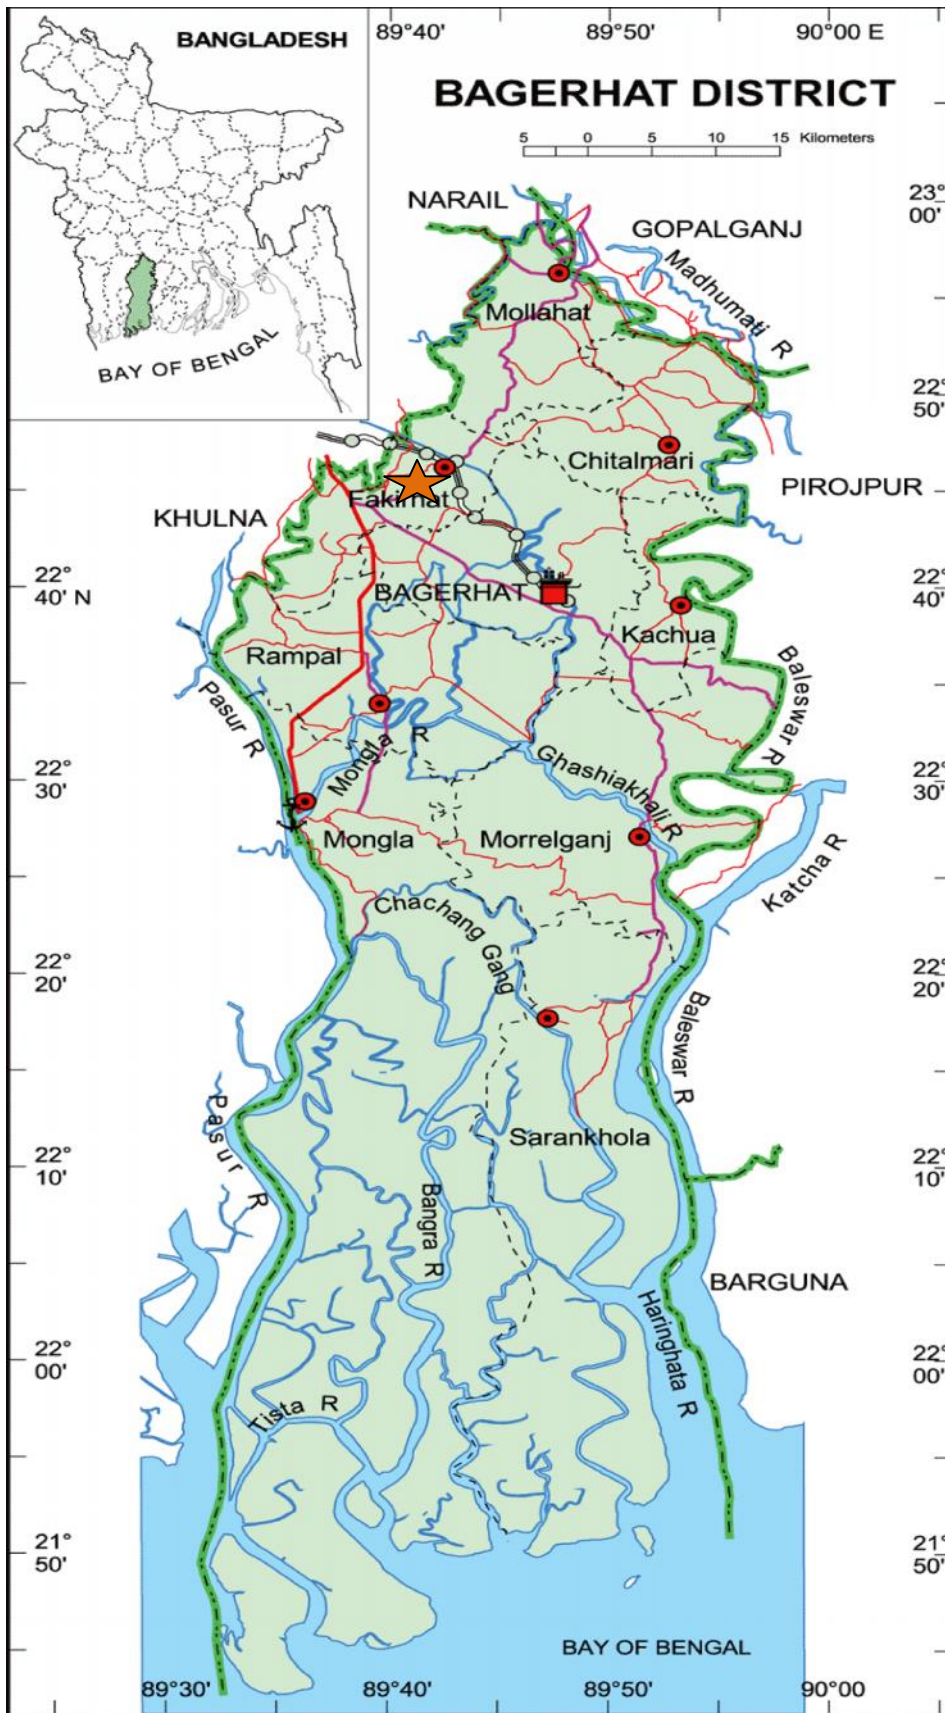 BANGLADESH
BAY OF BENGAL
89°40' 89°50' 90°00 E
BAGERHAT DISTRICT
5 0 5 10 15 Kilometers
NARAIL
23°
00'
GOPALGANJ
Madhumati R
Mollahat
22°
50'
Chitalmari
PIROJPUR
Fakirhat
KHULNA
22°
40' N
22°
40'
BAGERHAT
Kachua
Rampal
Baleswar R
Pasur R
Mongla R
Ghashiakhali R
22°
30'
22°
30'
Mongla
Morrelganj
Katcha R
Chachang Gang
22°
20'
22°
20'
Baleswar R
Pasur R
Sarankhola
22°
10'
22°
10'
Bangra R
BARGUNA
Haringhata R
22°
00'
22°
00'
Tista R
21°
50'
21°
50'
BAY OF BENGAL
89°30' 89°40' 89°50' 90°00